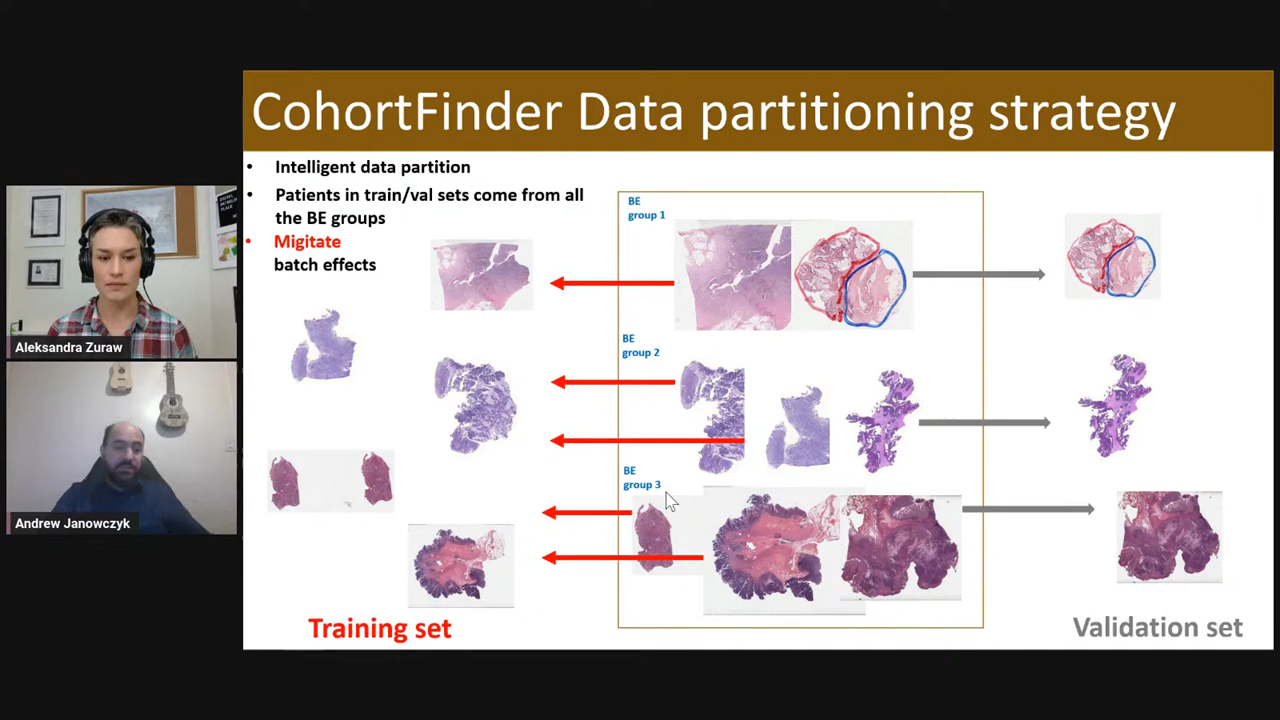 CohortFinder Data partitioning strategy
• Intelligent data partition
• Patients in train/val sets come from all
the BE groups
• Migitate
batch effects
BE
group 1
BE
group 2
BE
group 3
Training set
Validation set
Aleksandra Zuraw
Andrew Janowczyk